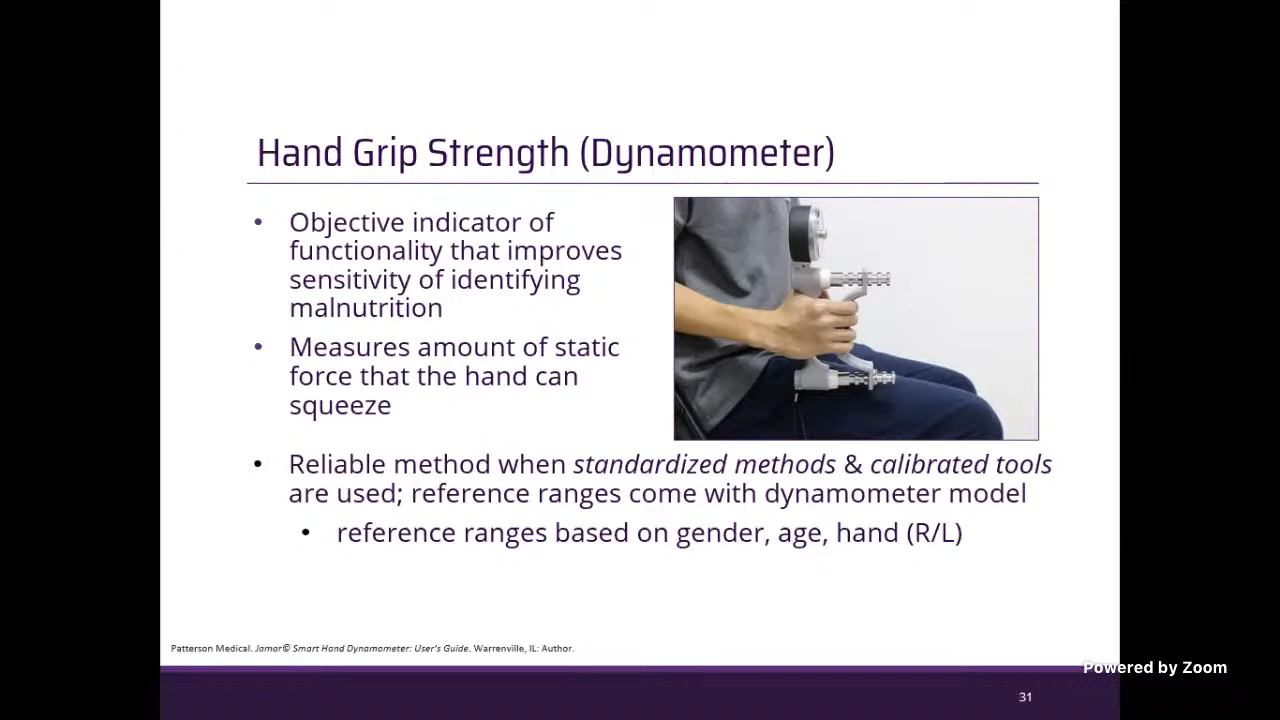 Hand Grip Strength (Dynamometer)
• Objective indicator of
functionality that improves
sensitivity of identifying
malnutrition
• Measures amount of static
force that the hand can
squeeze
• Reliable method when standardized methods & calibrated tools
are used; reference ranges come with dynamometer model
• reference ranges based on gender, age, hand (R/L)
Patterson Medical. Jamar© Smart Hand Dynamometer: User's Guide. Warrenville, IL: Author.
Powered by Zoom
31